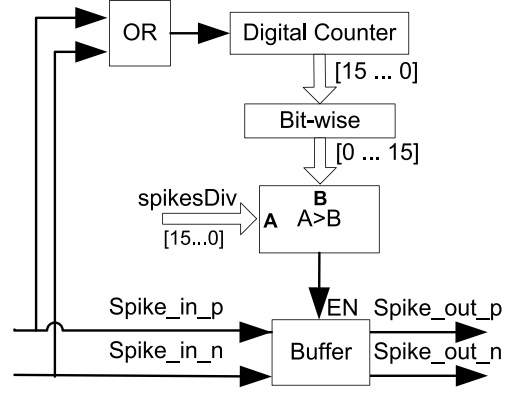 OR
Digital Counter
[15 ... 0]
Bit-wise
[0 ... 15]
spikesDiv
[15...0]
B
A
A>B
EN
Spike_in_p
Spike_out_p
Spike_in_n
Buffer
Spike_out_n